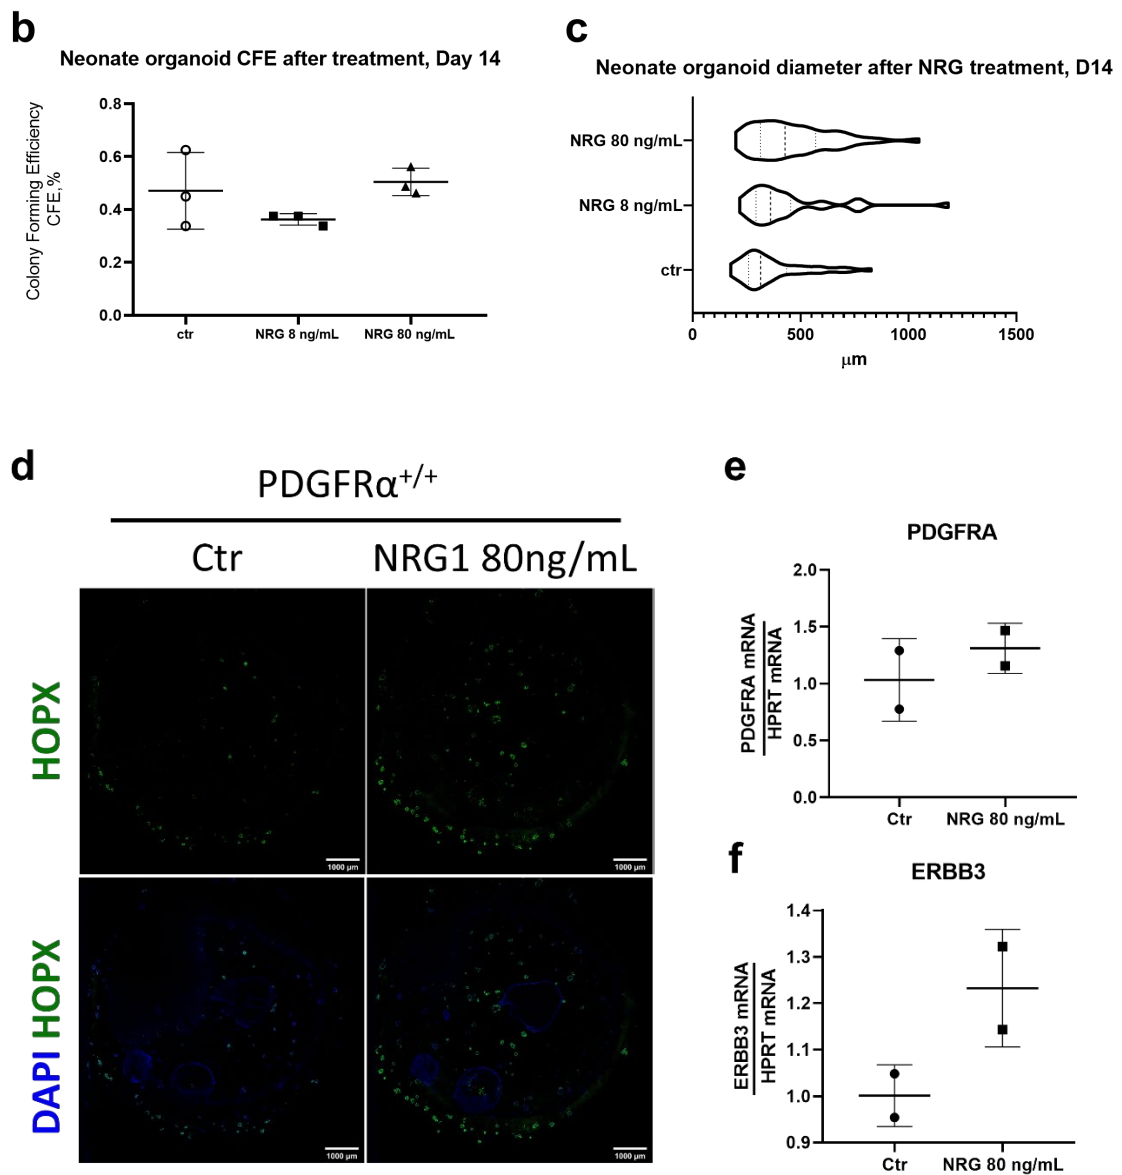 b
Neonate organoid CFE after treatment, Day 14
Colony Forming Efficiency
CFE,%
0.8
0.6
0.4
0.2
0.0
ctr
NRG 8 ng/mL
NRG 80 ng/mL
c
Neonate organoid diameter after NRG treatment, D14
NRG 80 ng/mL
NRG 8 ng/mL
ctr
0
500
1000
1500
μm
d
PDGFRα+/+
Ctr
NRG1 80ng/mL
HOPX
1000 μm
1000 μm
DAPI HOPX
1000 μm
1000 μm
e
PDGFRA
PDGFRA mRNA
HPRT mRNA
2.0
1.5
1.0
0.5
0.0
Ctr
NRG 80 ng/mL
f
ERBB3
ERBB3 mRNA
HPRT mRNA
1.4
1.3
1.2
1.1
1.0
0.9
Ctr
NRG 80 ng/mL